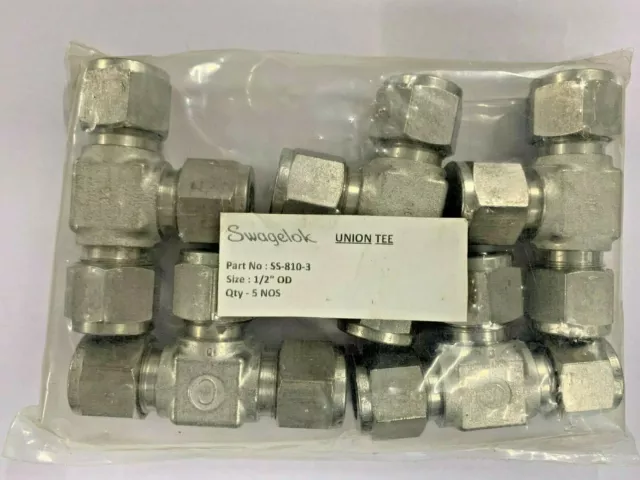 Swagelok UNION TEE
Part No : SS-810-3
Size : 1/2" OD
Qty - 5 NOS